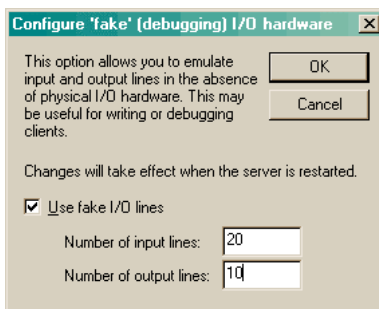 Configure 'fake' (debugging) I/O hardware
This option allows you to emulate
input and output lines in the absence
of physical I/O hardware. This may
be useful for writing or debugging
clients.
OK
Cancel
Changes will take effect when the server is restarted.
Use fake I/O lines
Number of input lines: 20
Number of output lines: 10